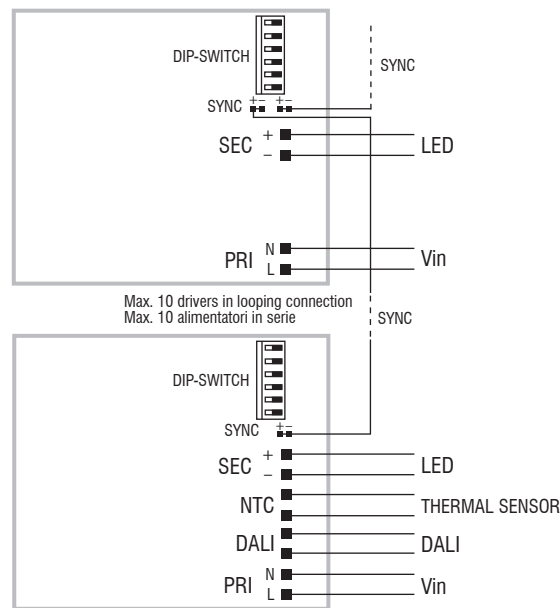 DIP-SWITCH
SYNC
SYNC + - + -
SEC + LED
-
PRI N Vin
L
Max. 10 drivers in looping connection
Max. 10 alimentatori in serie
SYNC
DIP-SWITCH
SYNC + -
SEC + LED
-
NTC THERMAL SENSOR
DALI DALI
PRI N Vin
L